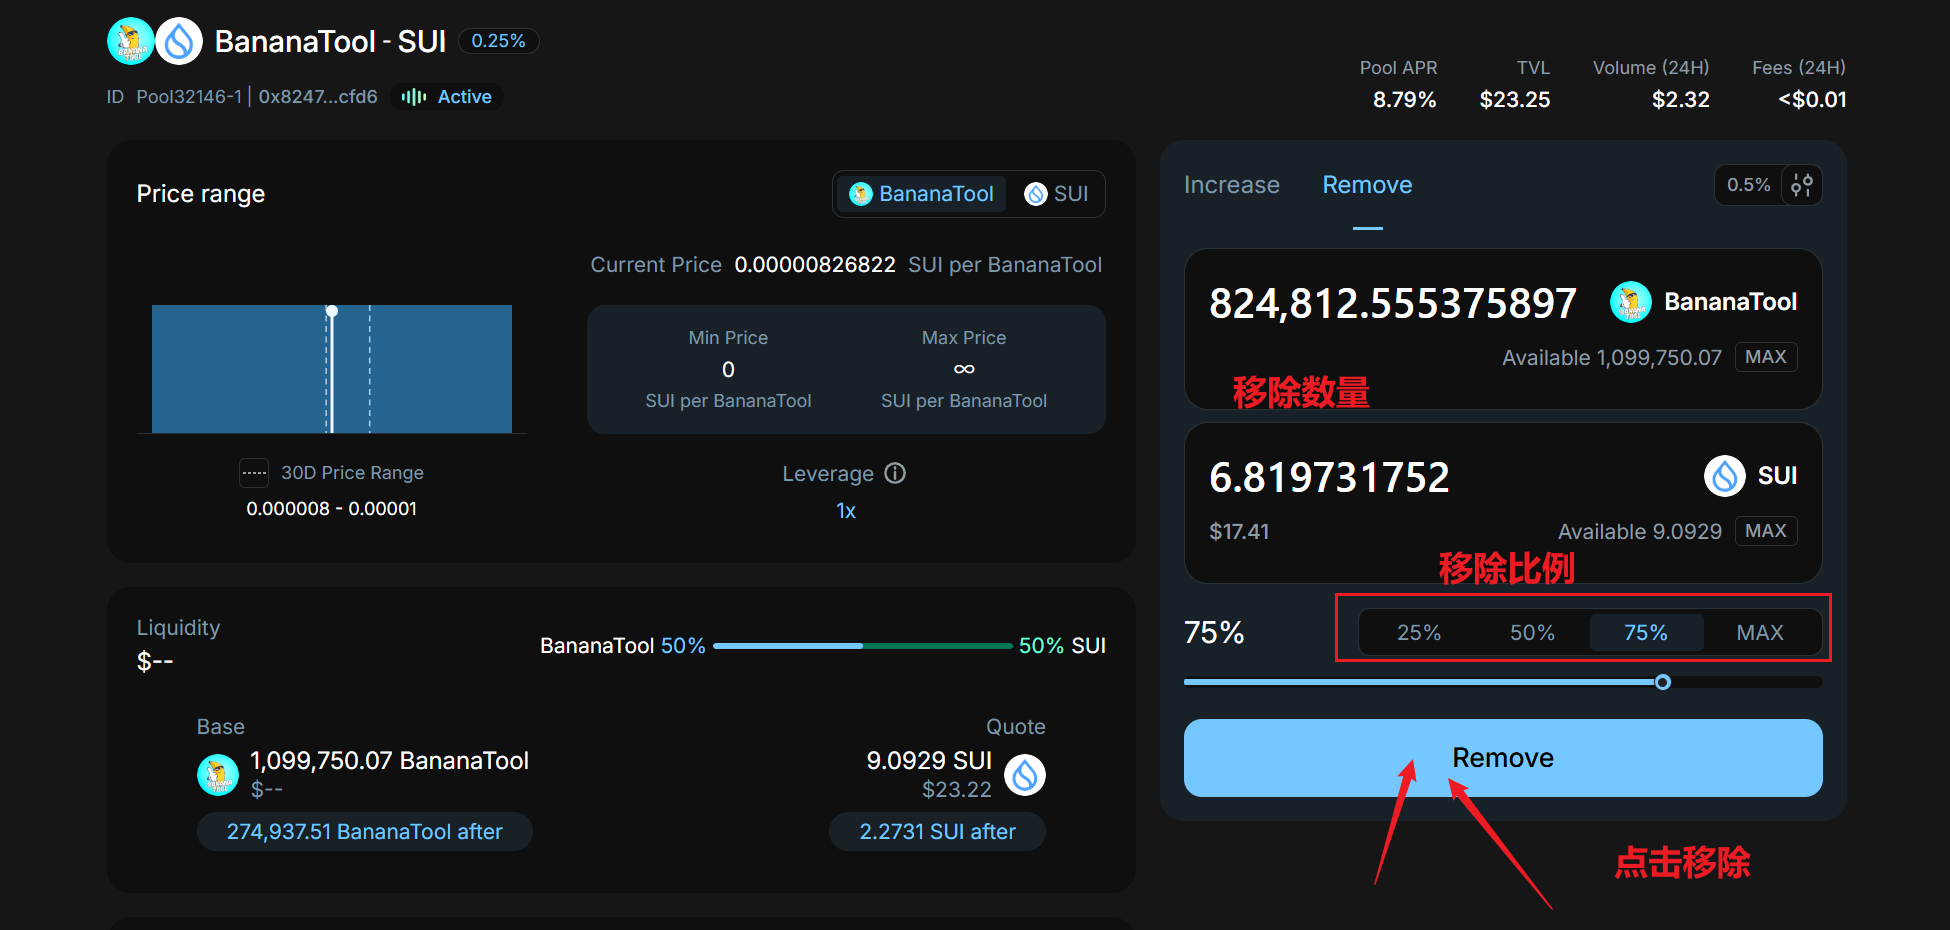 BananaTool - SUI 0.25%
ID Pool32146-1 | 0x8247...cfd6 Active
Pool APR TVL Volume (24H) Fees (24H)
8.79% $23.25 $2.32 <$0.01
Price range
BananaTool SUI
Current Price 0.00000826822 SUI per BananaTool
Min Price Max Price
0 ∞
SUI per BananaTool SUI per BananaTool
30D Price Range
0.000008 - 0.00001
Leverage
1x
Liquidity
$--
BananaTool 50% 50% SUI
Base Quote
1,099,750.07 BananaTool 9.0929 SUI
$-- $23.22
274,937.51 BananaTool after 2.2731 SUI after
Increase Remove 0.5%
824,812.555375897 BananaTool
Available 1,099,750.07 MAX
移除数量
6.819731752 SUI
$17.41 Available 9.0929 MAX
移除比例
75% 25% 50% 75% MAX
Remove
点击移除